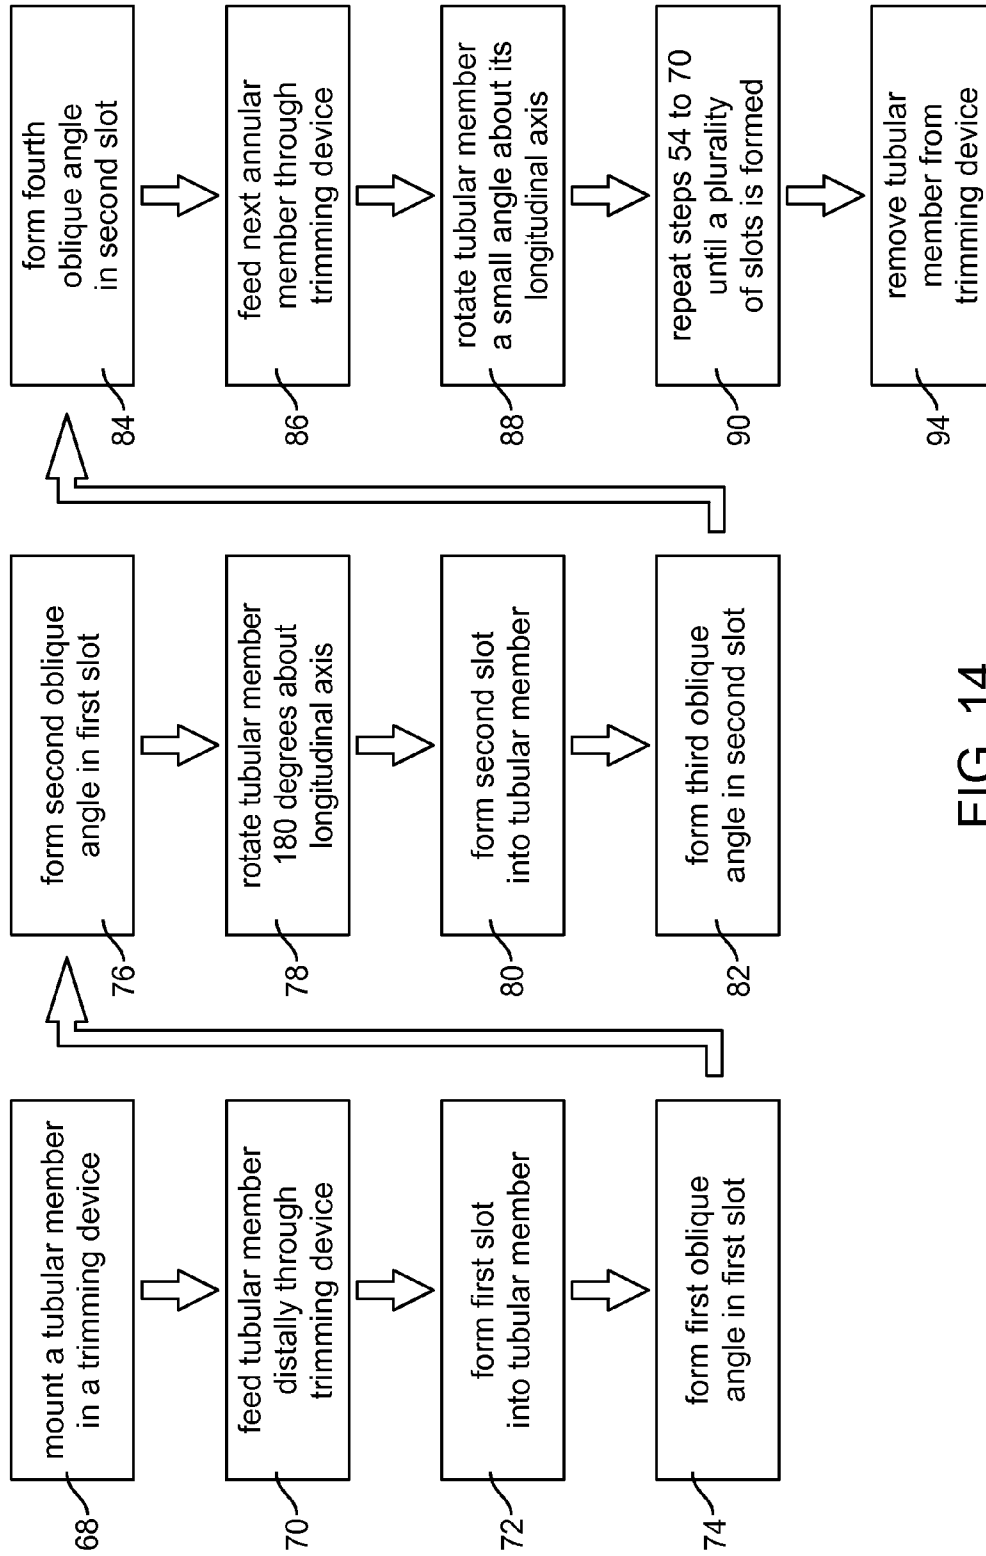 mount a tubular member
in a trimming device
68
feed tubular member
distally through
trimming device
70
form first slot
into tubular member
72
form first oblique
angle in first slot
74
form second oblique
angle in first slot
76
rotate tubular member
180 degrees about
longitudinal axis
78
form second slot
into tubular member
80
form third oblique
angle in second slot
82
form fourth
oblique angle
in second slot
84
feed next annular
member through
trimming device
86
rotate tubular member
a small angle about its
longitudinal axis
88
repeat steps 54 to 70
until a plurality
of slots is formed
90
remove tubular
member from
trimming device
94
FIG. 14